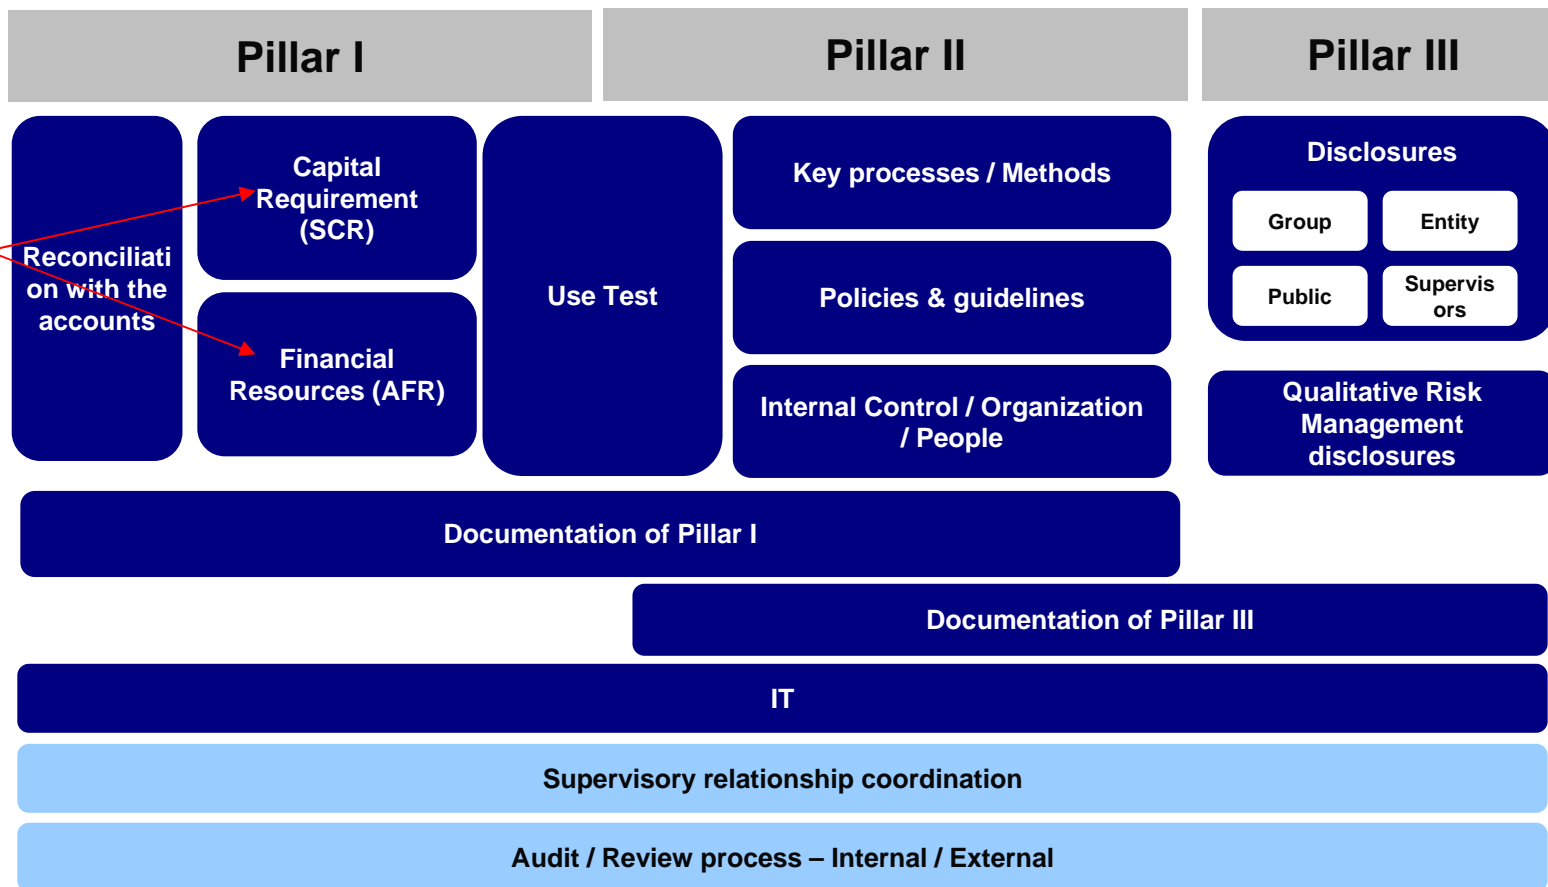 Pillar I
Pillar II
Pillar III
Reconciliati
on with the
accounts
Capital
Requirement
(SCR)
Financial
Resources (AFR)
Use Test
Key processes / Methods
Policies & guidelines
Internal Control / Organization
/ People
Disclosures
Group
Entity
Public
Supervis
ors
Qualitative Risk
Management
disclosures
Documentation of Pillar I
Documentation of Pillar III
IT
Supervisory relationship coordination
Audit / Review process – Internal / External